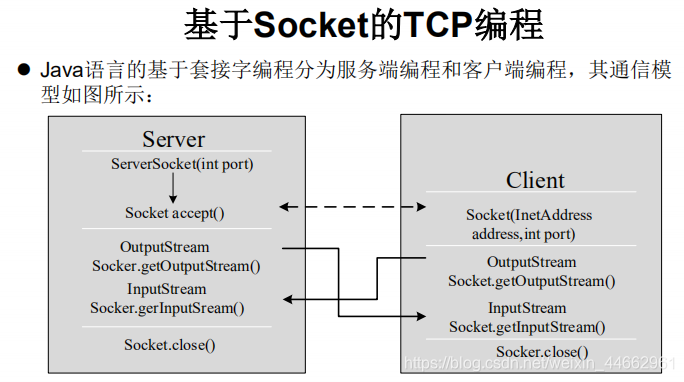 基于Socket的TCP编程
● Java语言的基于套接字编程分为服务端编程和客户端编程，其通信模
型如图所示：
Server
ServerSocket(int port)
Socket accept()
OutputStream
Socker.getOutputStream()
InputStream
Socker.gerInputSream()
Socket.close()
Client
Socket(InetAddress
address,int port)
OutputStream
Socket.getOutputStream()
InputStream
Socket.getInputStream()
Socker.close()
https://blog.csdn.net/weixin_44662961